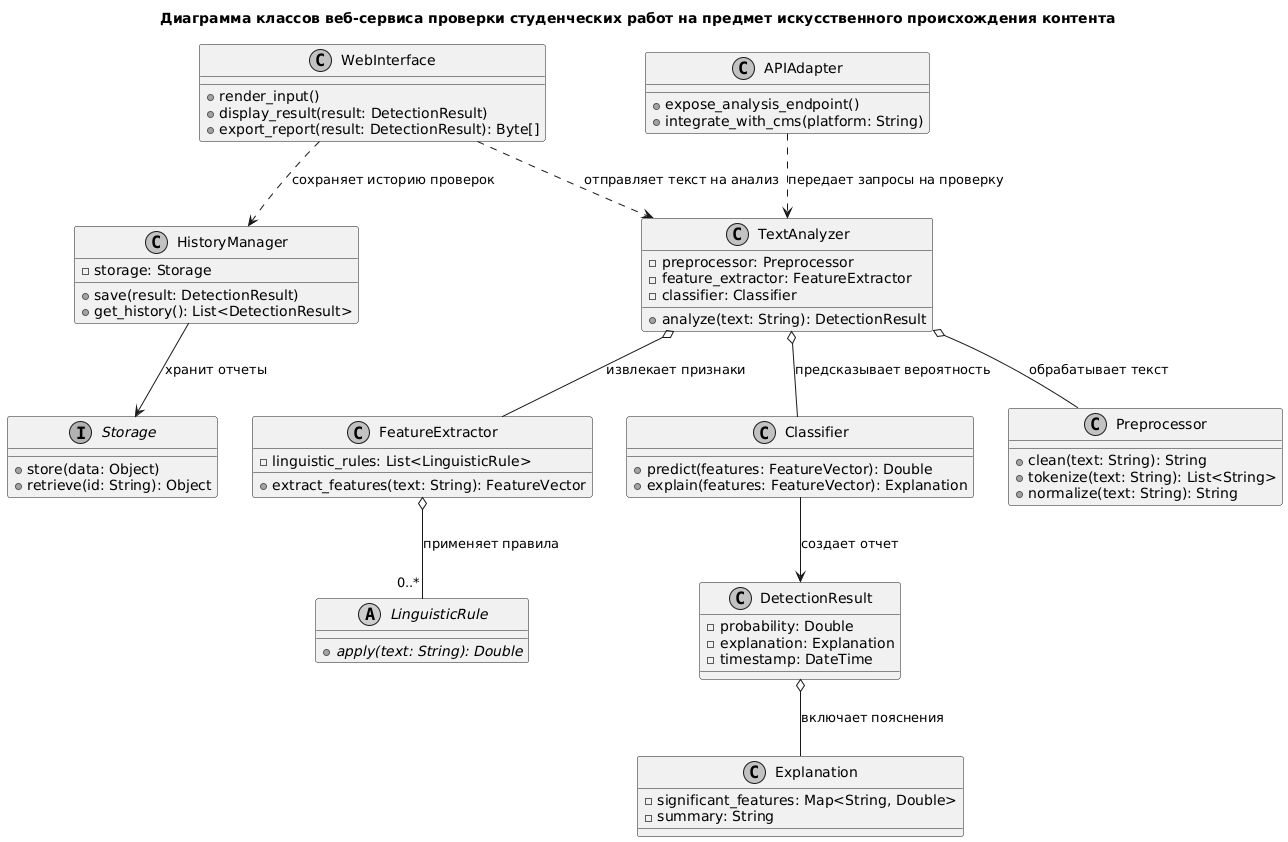 Диаграмма классов веб-сервиса проверки студенческих работ на предмет искусственного происхождения контента
C WebInterface
render_input()
display_result(result: DetectionResult)
export_report(result: DetectionResult): Byte[]
C APIAdapter
expose_analysis_endpoint()
integrate_with_cms(platform: String)
сохраняет историю проверок
отправляет текст на анализ
передает запросы на проверку
C HistoryManager
storage: Storage
save(result: DetectionResult)
get_history(): List<DetectionResult>
C TextAnalyzer
preprocessor: Preprocessor
feature_extractor: FeatureExtractor
classifier: Classifier
analyze(text: String): DetectionResult
хранит отчеты
извлекает признаки
предсказывает вероятность
обрабатывает текст
I Storage
store(data: Object)
retrieve(id: String): Object
C FeatureExtractor
linguistic_rules: List<LinguisticRule>
extract_features(text: String): FeatureVector
C Classifier
predict(features: FeatureVector): Double
explain(features: FeatureVector): Explanation
C Preprocessor
clean(text: String): String
tokenize(text: String): List<String>
normalize(text: String): String
применяет правила
0..*
создает отчет
A LinguisticRule
apply(text: String): Double
C DetectionResult
probability: Double
explanation: Explanation
timestamp: DateTime
включает пояснения
C Explanation
significant_features: Map<String, Double>
summary: String